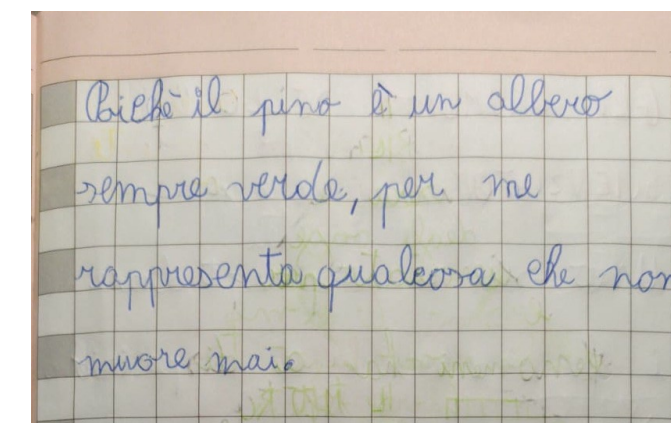 Poichè il pino è un albero
sempre verde, per me
rappresenta qualcosa che non
muore mai.